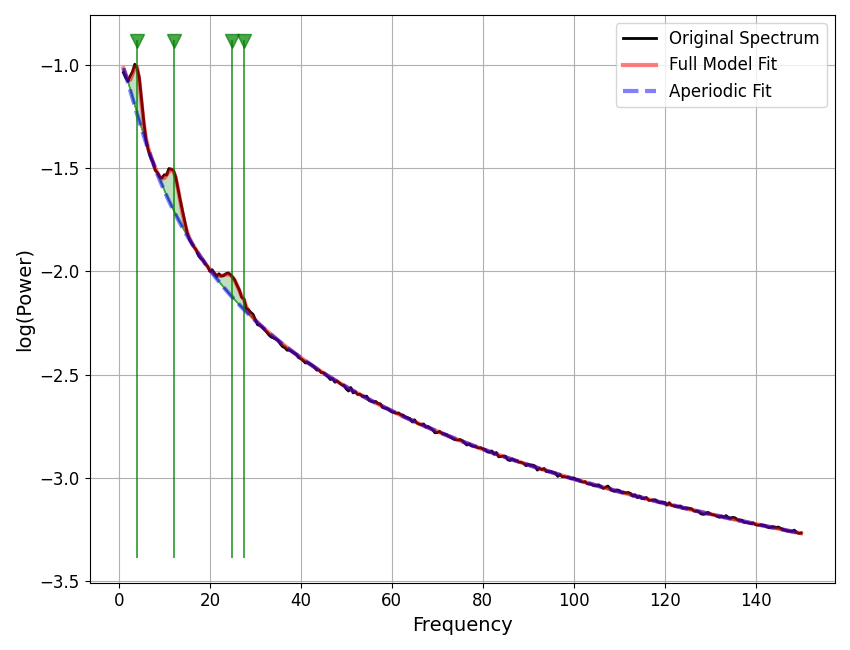 Original Spectrum
Full Model Fit
Aperiodic Fit
log(Power)
−1.0
−1.5
−2.0
−2.5
−3.0
−3.5
0 20 40 60 80 100 120 140
Frequency